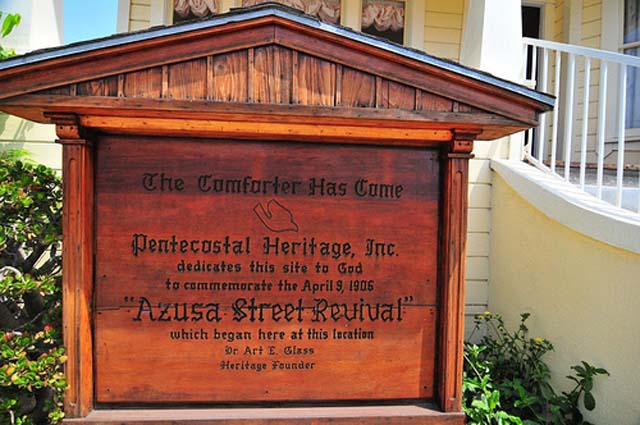 The Comforter Has Come
Pentecostal Heritage, Inc.
dedicates this site to God
to commemorate the April 9, 1906
"Azusa Street Revival"
which began here at this location
Dr. Art E. Glass
Heritage Founder